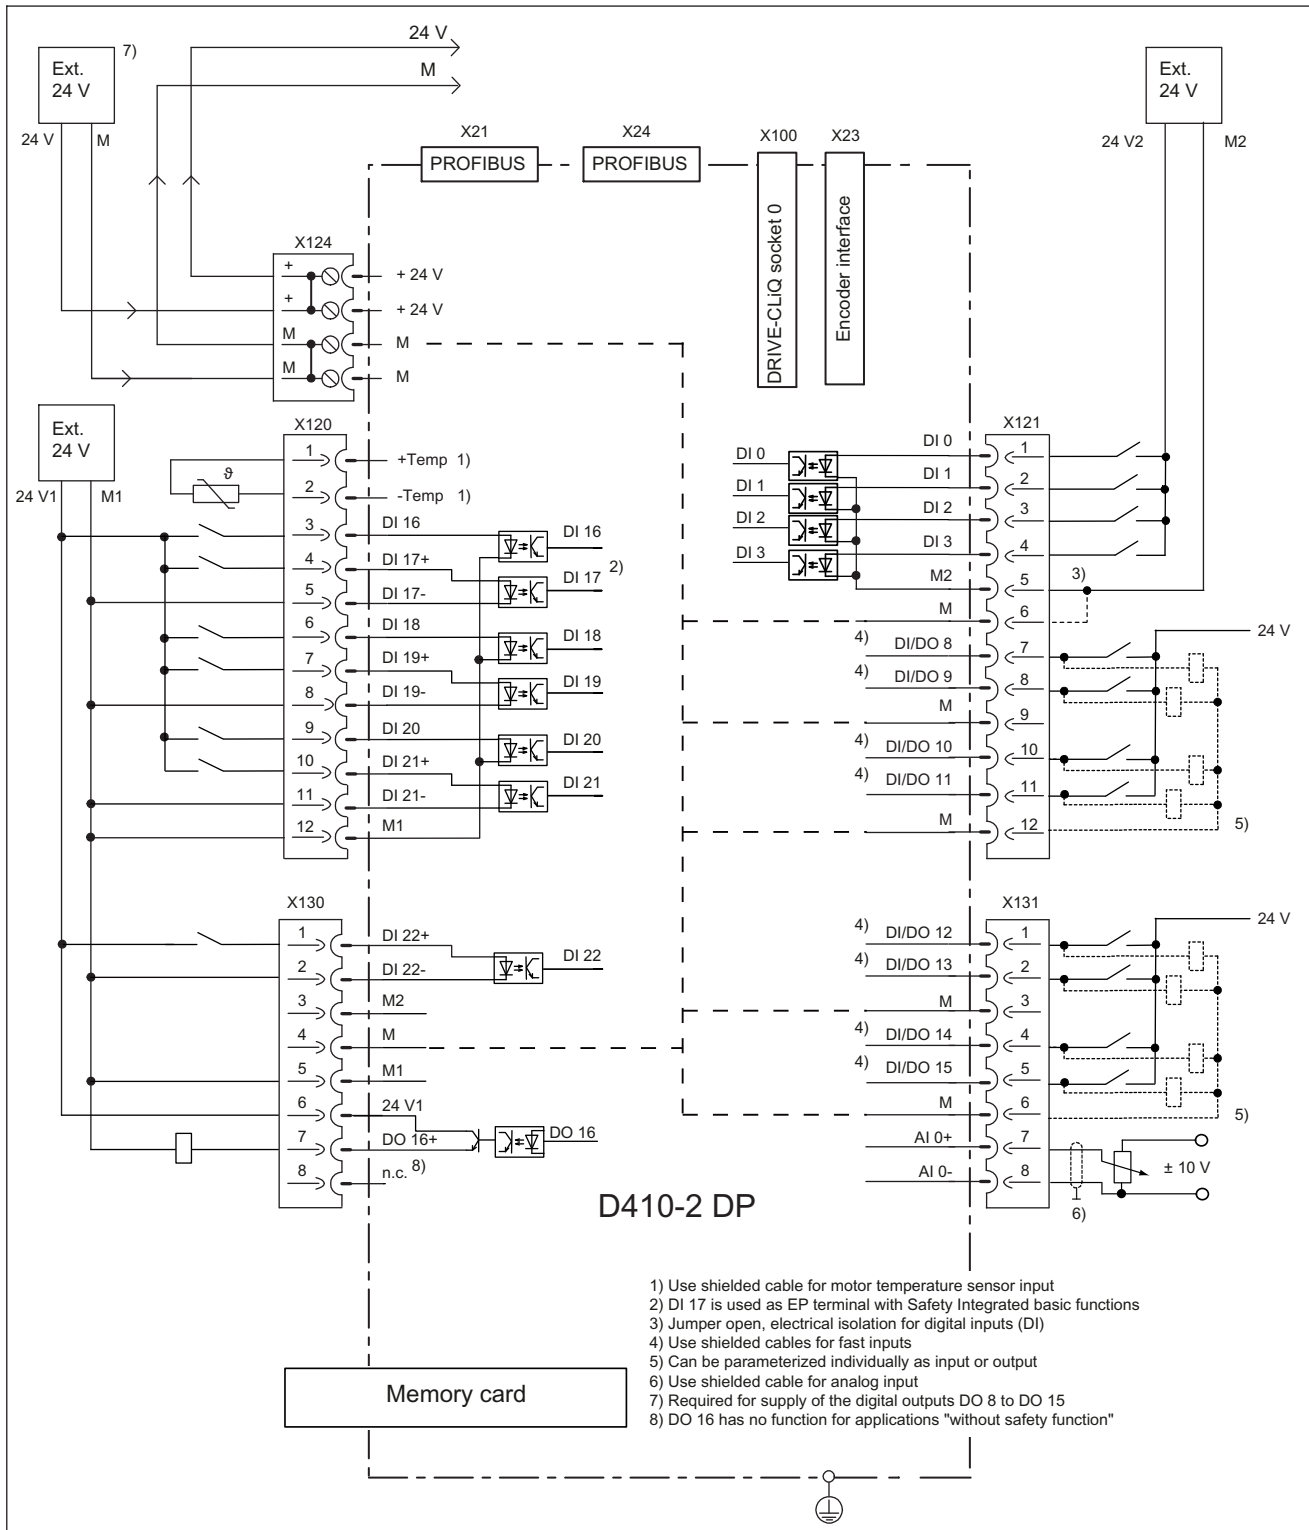 24 V
M
Ext.
24 V
7)
24 V
M
Ext.
24 V
24 V2
M2
X21
PROFIBUS
X24
PROFIBUS
X100
DRIVE-CLiQ socket 0
X23
Encoder interface
X124
+
+ 24 V
+
+ 24 V
M
M
M
M
Ext.
24 V
24 V1
M1
X120
1
+Temp 1)
ϑ
2
-Temp 1)
3
DI 16
DI 16
4
DI 17+
DI 17
2)
5
DI 17-
6
DI 18
DI 18
7
DI 19+
DI 19
8
DI 19-
9
DI 20
DI 20
10
DI 21+
DI 21
11
DI 21-
12
M1
X121
DI 0
DI 0
1
DI 1
DI 1
2
DI 2
DI 2
3
DI 3
DI 3
4
M2
5
3)
M
6
24 V
4)
DI/DO 8
7
4)
DI/DO 9
8
M
9
4)
DI/DO 10
10
4)
DI/DO 11
11
M
12
5)
X130
1
DI 22+
DI 22
2
DI 22-
3
M2
4
M
5
M1
6
24 V1
7
DO 16+
DO 16
8
n.c. 8)
X131
24 V
4)
DI/DO 12
1
4)
DI/DO 13
2
M
3
4)
DI/DO 14
4
4)
DI/DO 15
5
M
6
5)
AI 0+
7
± 10 V
AI 0-
8
6)
D410-2 DP
1) Use shielded cable for motor temperature sensor input
2) DI 17 is used as EP terminal with Safety Integrated basic functions
3) Jumper open, electrical isolation for digital inputs (DI)
4) Use shielded cables for fast inputs
5) Can be parameterized individually as input or output
6) Use shielded cable for analog input
7) Required for supply of the digital outputs DO 8 to DO 15
8) DO 16 has no function for applications "without safety function"
Memory card